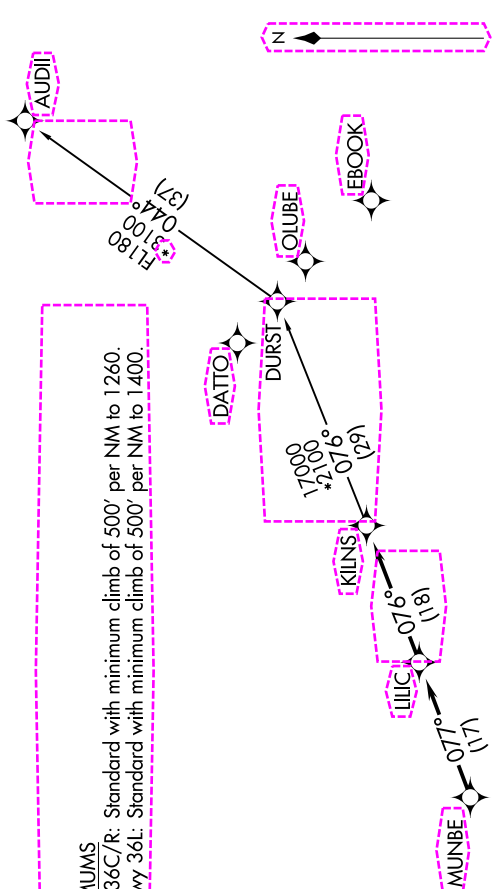 N
AUDII
FL180
*3100
044°
(37)
EBOOK
OLUBE
DATTO
DURST
17000
*2100
076°
(29)
KILNS
076°
(18)
LILIC
077°
(17)
MUNBE
36C/R: Standard with minimum climb of 500' per NM to 1260.
36L: Standard with minimum climb of 500' per NM to 1400.